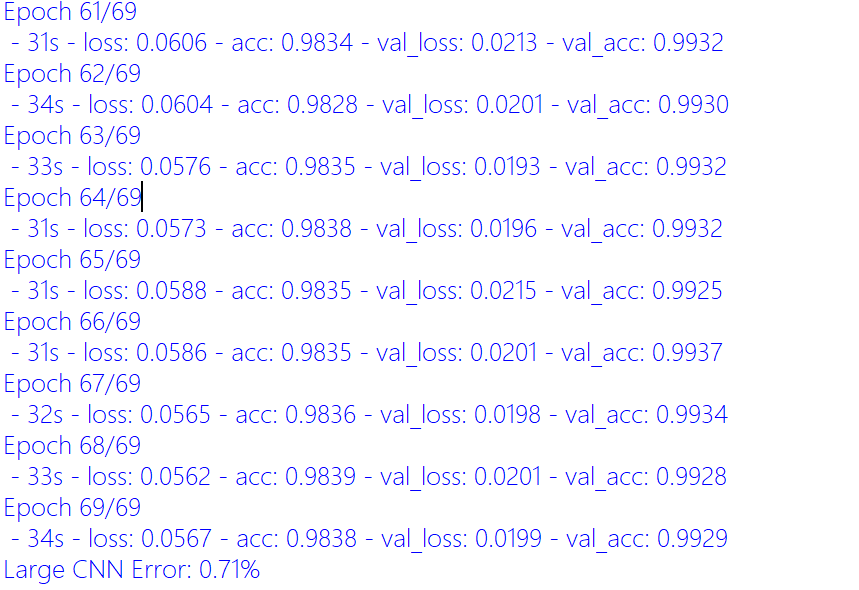 Epoch 61/69
 - 31s - loss: 0.0606 - acc: 0.9834 - val_loss: 0.0213 - val_acc: 0.9932
Epoch 62/69
 - 34s - loss: 0.0604 - acc: 0.9828 - val_loss: 0.0201 - val_acc: 0.9930
Epoch 63/69
 - 33s - loss: 0.0576 - acc: 0.9835 - val_loss: 0.0193 - val_acc: 0.9932
Epoch 64/69
 - 31s - loss: 0.0573 - acc: 0.9838 - val_loss: 0.0196 - val_acc: 0.9932
Epoch 65/69
 - 31s - loss: 0.0588 - acc: 0.9835 - val_loss: 0.0215 - val_acc: 0.9925
Epoch 66/69
 - 31s - loss: 0.0586 - acc: 0.9835 - val_loss: 0.0201 - val_acc: 0.9937
Epoch 67/69
 - 32s - loss: 0.0565 - acc: 0.9836 - val_loss: 0.0198 - val_acc: 0.9934
Epoch 68/69
 - 33s - loss: 0.0562 - acc: 0.9839 - val_loss: 0.0201 - val_acc: 0.9928
Epoch 69/69
 - 34s - loss: 0.0567 - acc: 0.9838 - val_loss: 0.0199 - val_acc: 0.9929
Large CNN Error: 0.71%